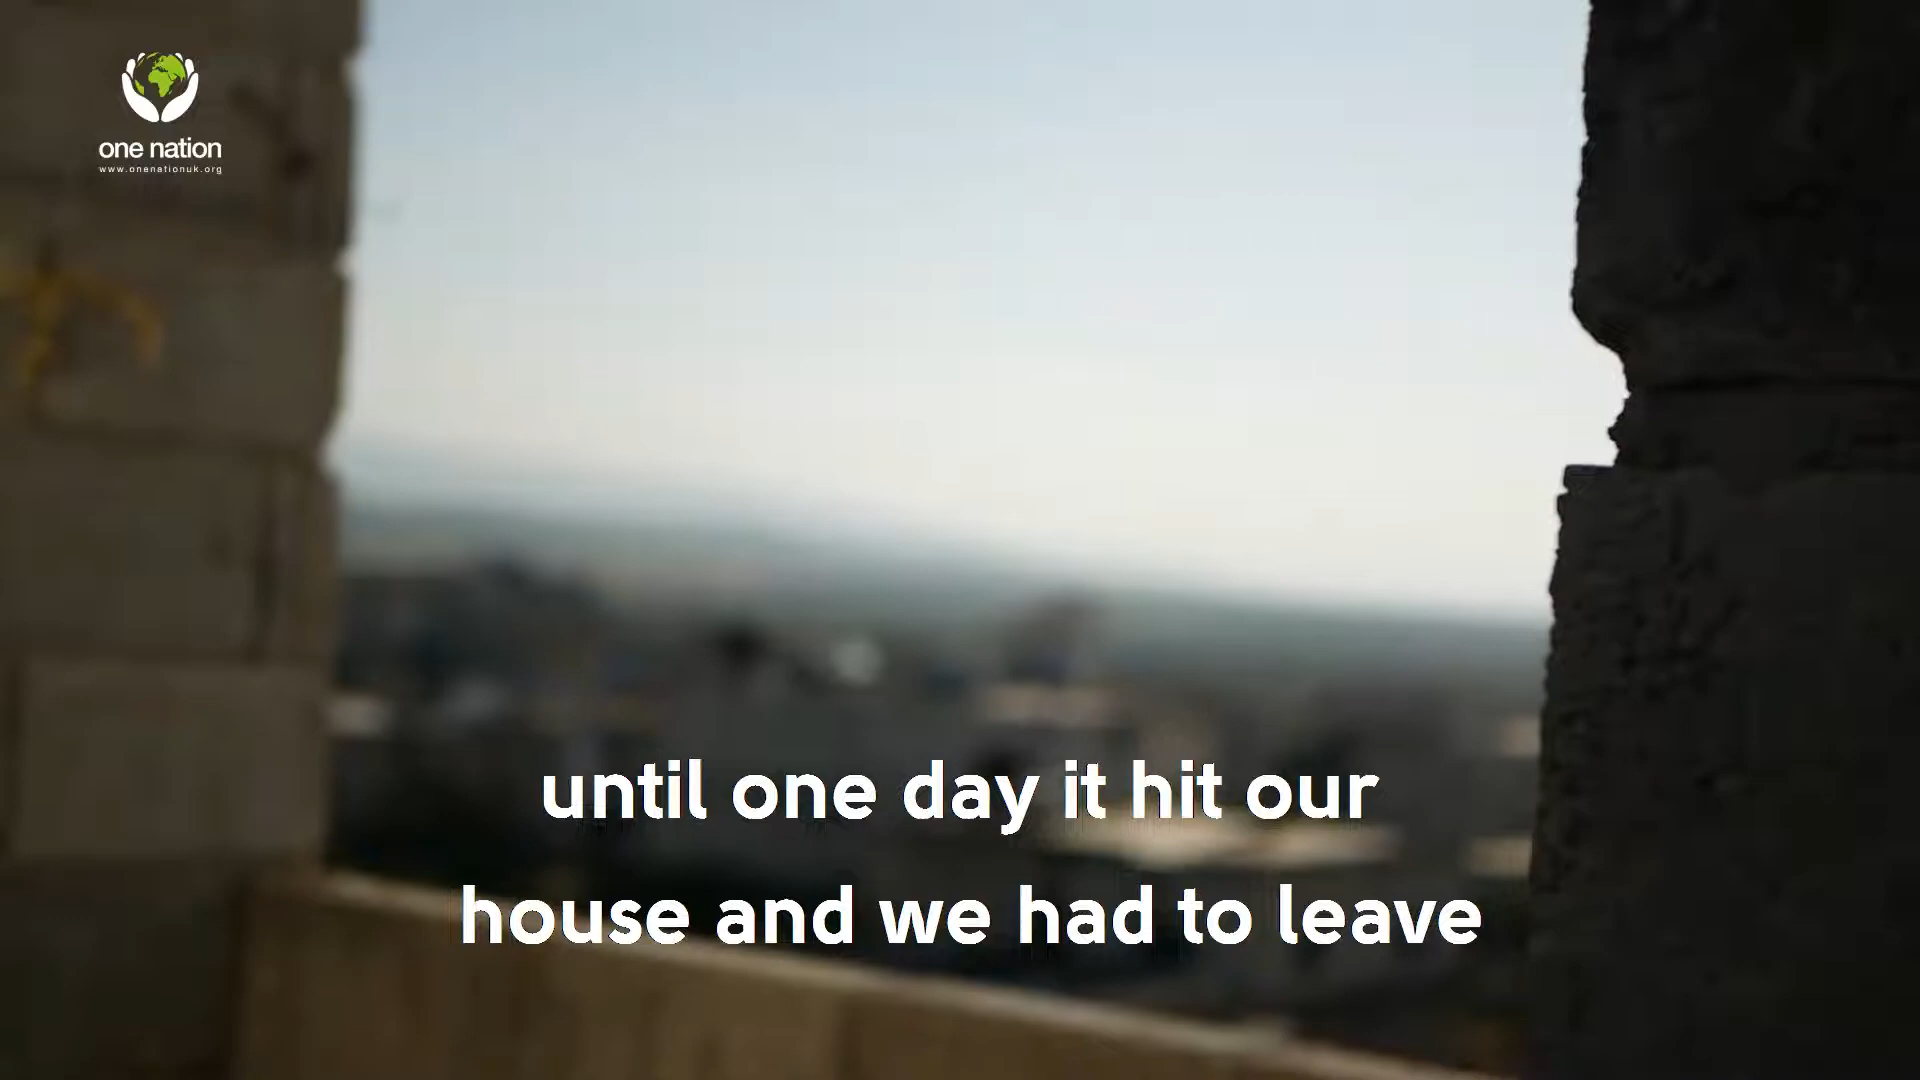 one nation
www.onenationuk.org
until one day it hit our
house and we had to leave